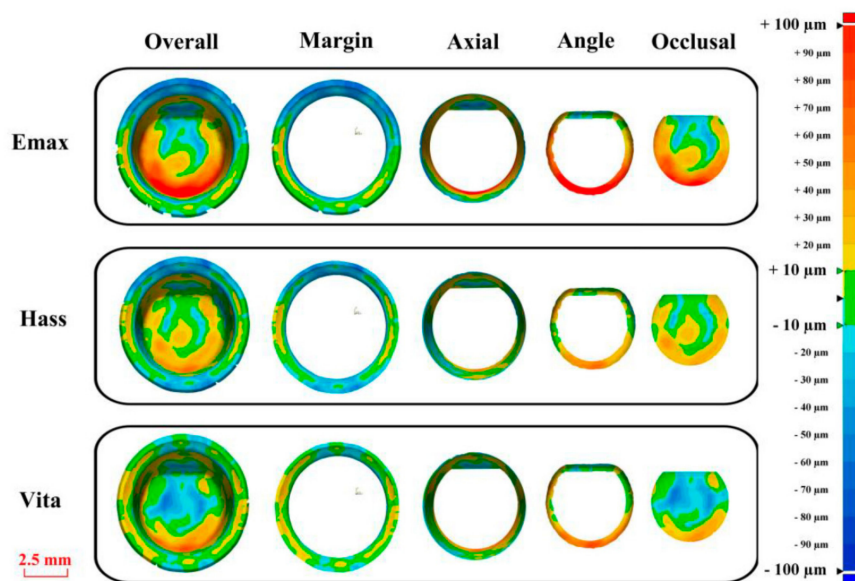 Overall Margin Axial Angle Occlusal
Emax
Hass
Vita
2.5 mm
+ 100 µm
+ 90 µm
+ 80 µm
+ 70 µm
+ 60 µm
+ 50 µm
+ 40 µm
+ 30 µm
+ 20 µm
+ 10 µm
- 10 µm
- 20 µm
- 30 µm
- 40 µm
- 50 µm
- 60 µm
- 70 µm
- 80 µm
- 90 µm
- 100 µm